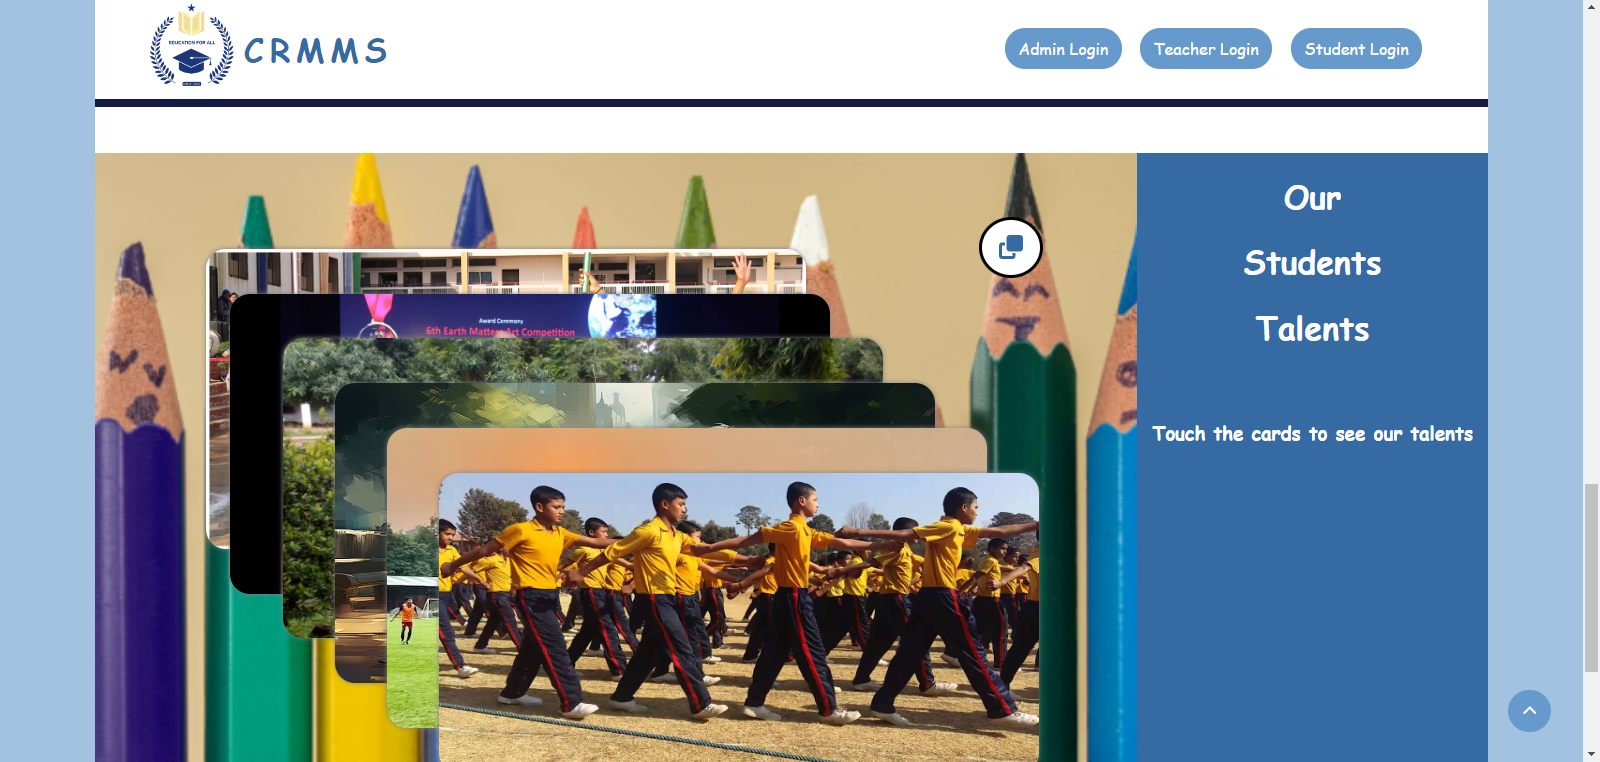 EDUCATION FOR ALL
CRMMS
Admin Login
Teacher Login
Student Login
Our
Students
Talents
Touch the cards to see our talents
Award Ceremony
6th Earth Matters Art Competition